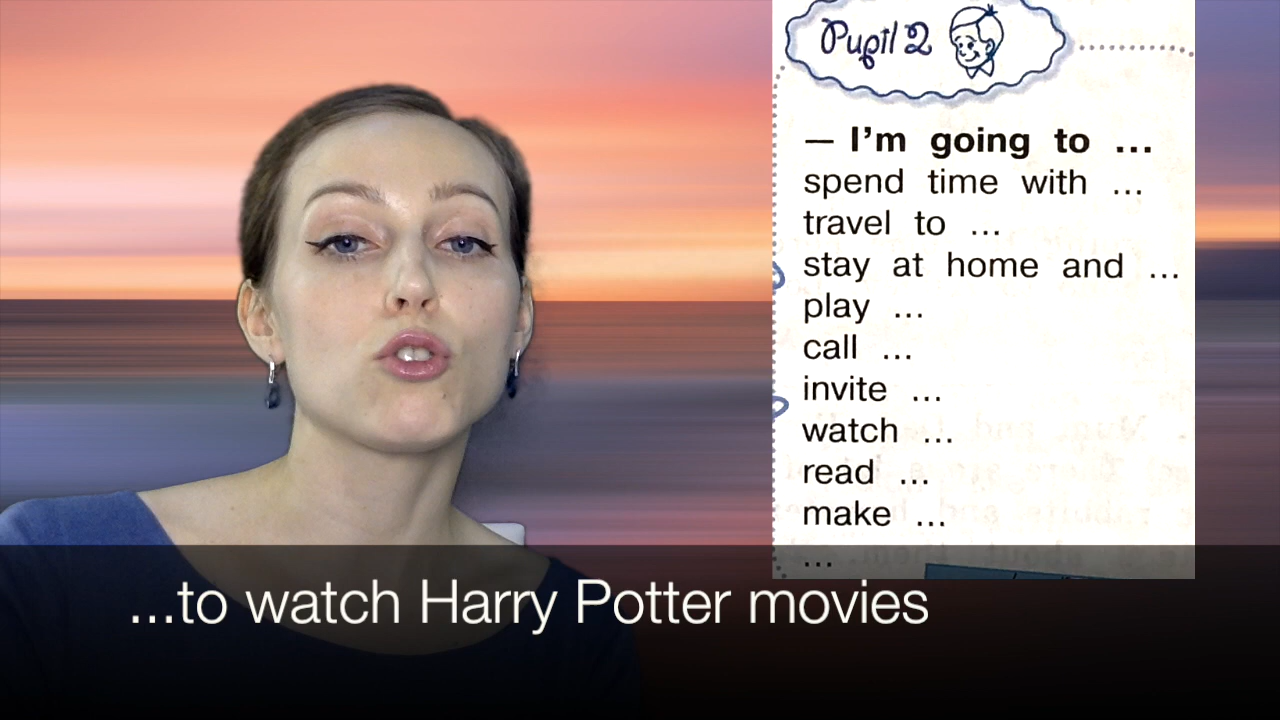 Pupil 2
— I'm going to ...
spend time with ...
travel to ...
stay at home and ...
play ...
call ...
invite ...
watch ...
read ...
make ...
...
...to watch Harry Potter movies